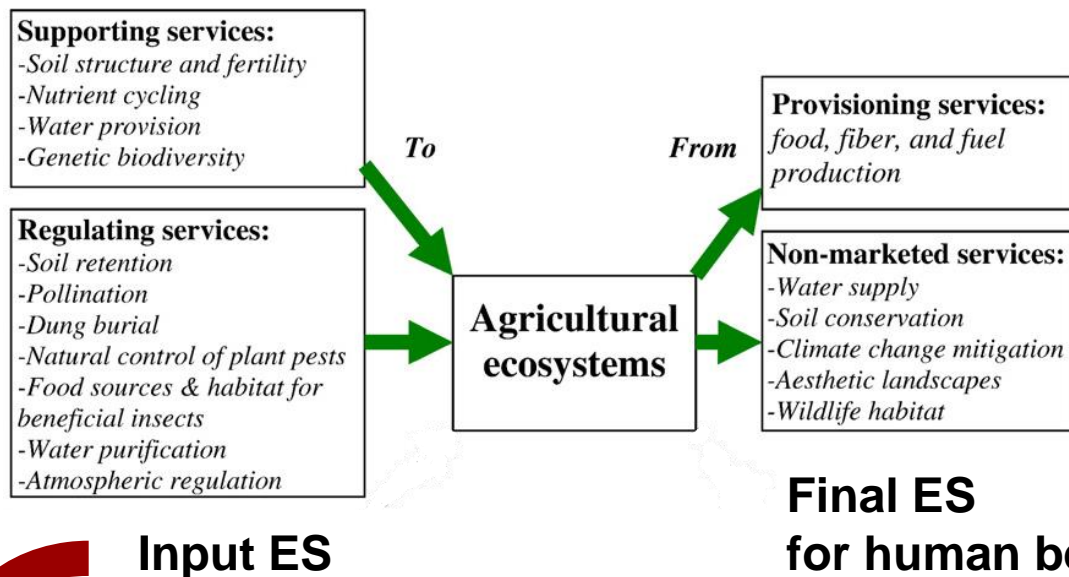 Supporting services:
-Soil structure and fertility
-Nutrient cycling
-Water provision
-Genetic biodiversity
Regulating services:
-Soil retention
-Pollination
-Dung burial
-Natural control of plant pests
-Food sources & habitat for
beneficial insects
-Water purification
-Atmospheric regulation
To
From
Agricultural
ecosystems
Provisioning services:
food, fiber, and fuel
production
Non-marketed services:
-Water supply
-Soil conservation
-Climate change mitigation
-Aesthetic landscapes
-Wildlife habitat
Input ES
Final ES
for human